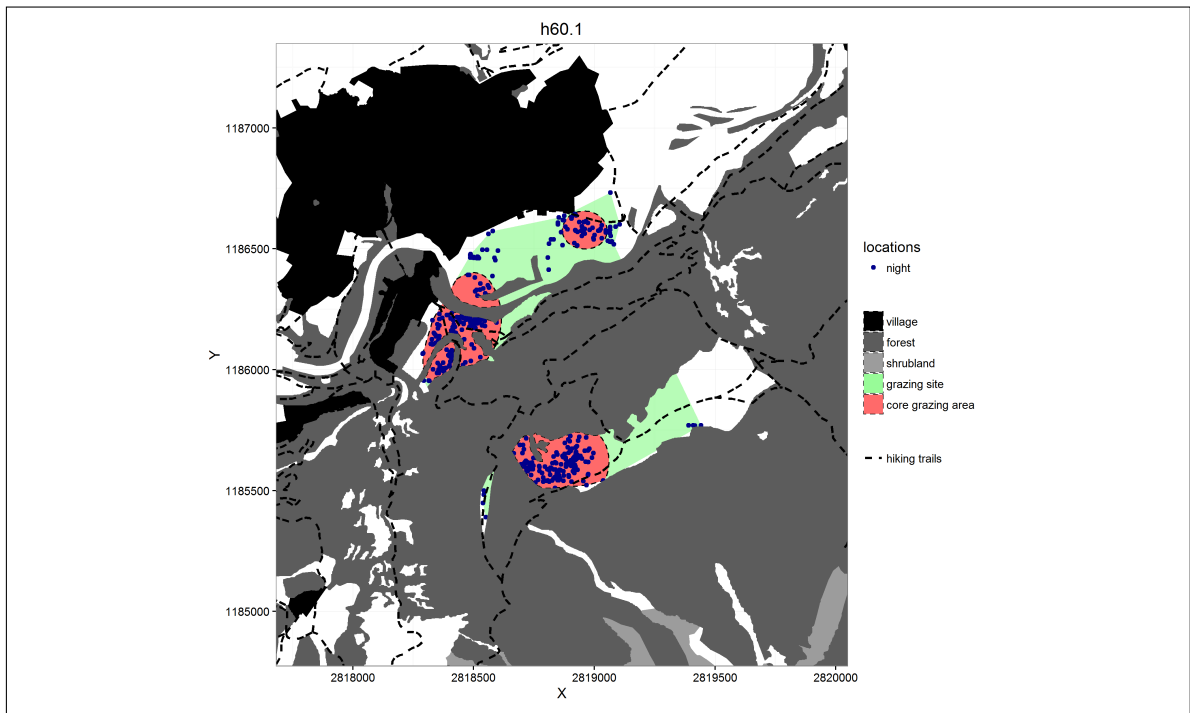 h60.1
1187000
1186500
1186000
1185500
1185000
Y
2818000 2818500 2819000 2819500 2820000
X
locations
night
village
forest
shrubland
grazing site
core grazing area
hiking trails